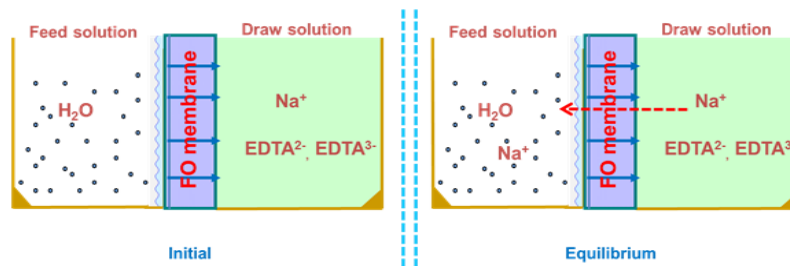 Feed solution
Draw solution
H₂O
FO membrane
Na⁺
EDTA²⁻, EDTA³⁻
Initial
Feed solution
Draw solution
H₂O
Na⁺
FO membrane
Na⁺
EDTA²⁻, EDTA³
Equilibrium